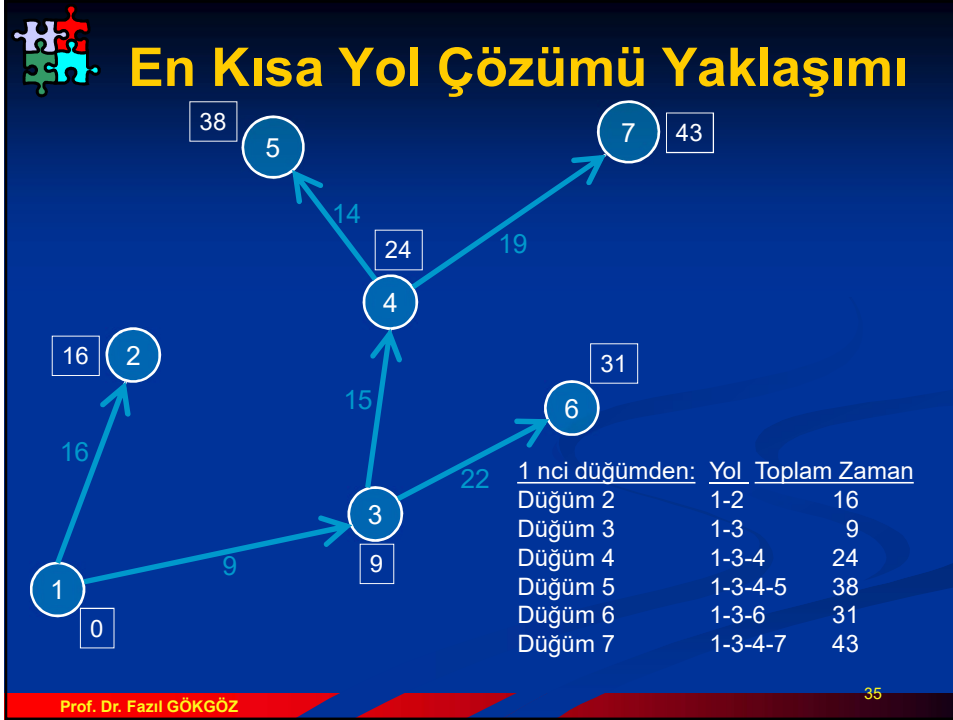 En Kısa Yol Çözümü Yaklaşımı
38
5
7
43
14
19
24
4
16
2
31
15
6
16
22
3
9
9
1
0
1 nci düğümden: Yol Toplam Zaman
Düğüm 2 1-2 16
Düğüm 3 1-3 9
Düğüm 4 1-3-4 24
Düğüm 5 1-3-4-5 38
Düğüm 6 1-3-6 31
Düğüm 7 1-3-4-7 43
Prof. Dr. Fazıl GÖKGÖZ
35